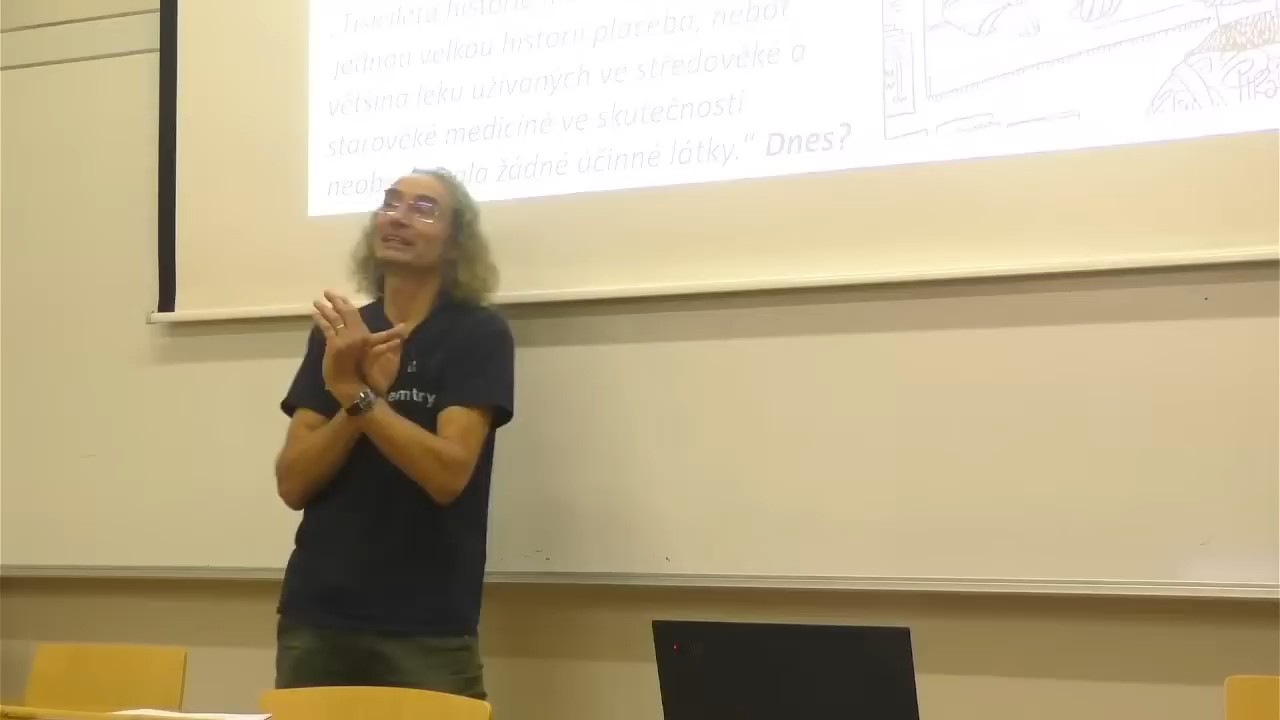 jednou velkou historií placeba, neboť
většina léků užívaných ve středověké a
starověké medicíně ve skutečnosti
žádné účinné látky.“ Dnes?
emtry